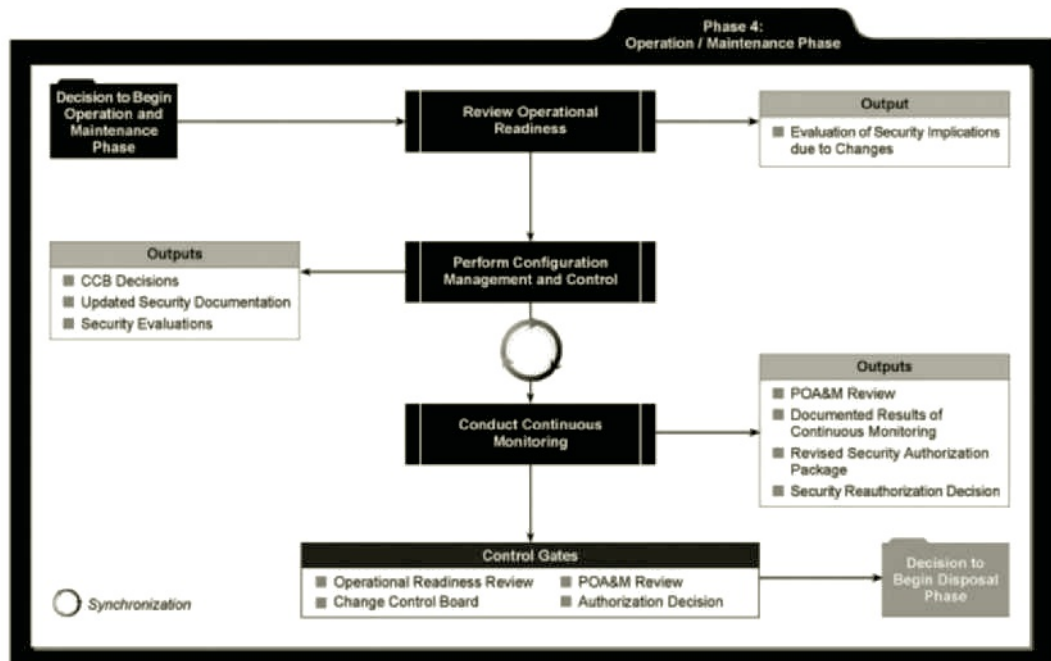 Phase 4:
Operation / Maintenance Phase
Decision to Begin
Operation and
Maintenance
Phase
Review Operational
Readiness
Output
Evaluation of Security Implications
due to Changes
Outputs
CCB Decisions
Updated Security Documentation
Security Evaluations
Perform Configuration
Management and Control
Conduct Continuous
Monitoring
Outputs
POA&M Review
Documented Results of
Continuous Monitoring
Revised Security Authorization
Package
Security Reauthorization Decision
Control Gates
Operational Readiness Review
POA&M Review
Change Control Board
Authorization Decision
Decision to
Begin Disposal
Phase
Synchronization